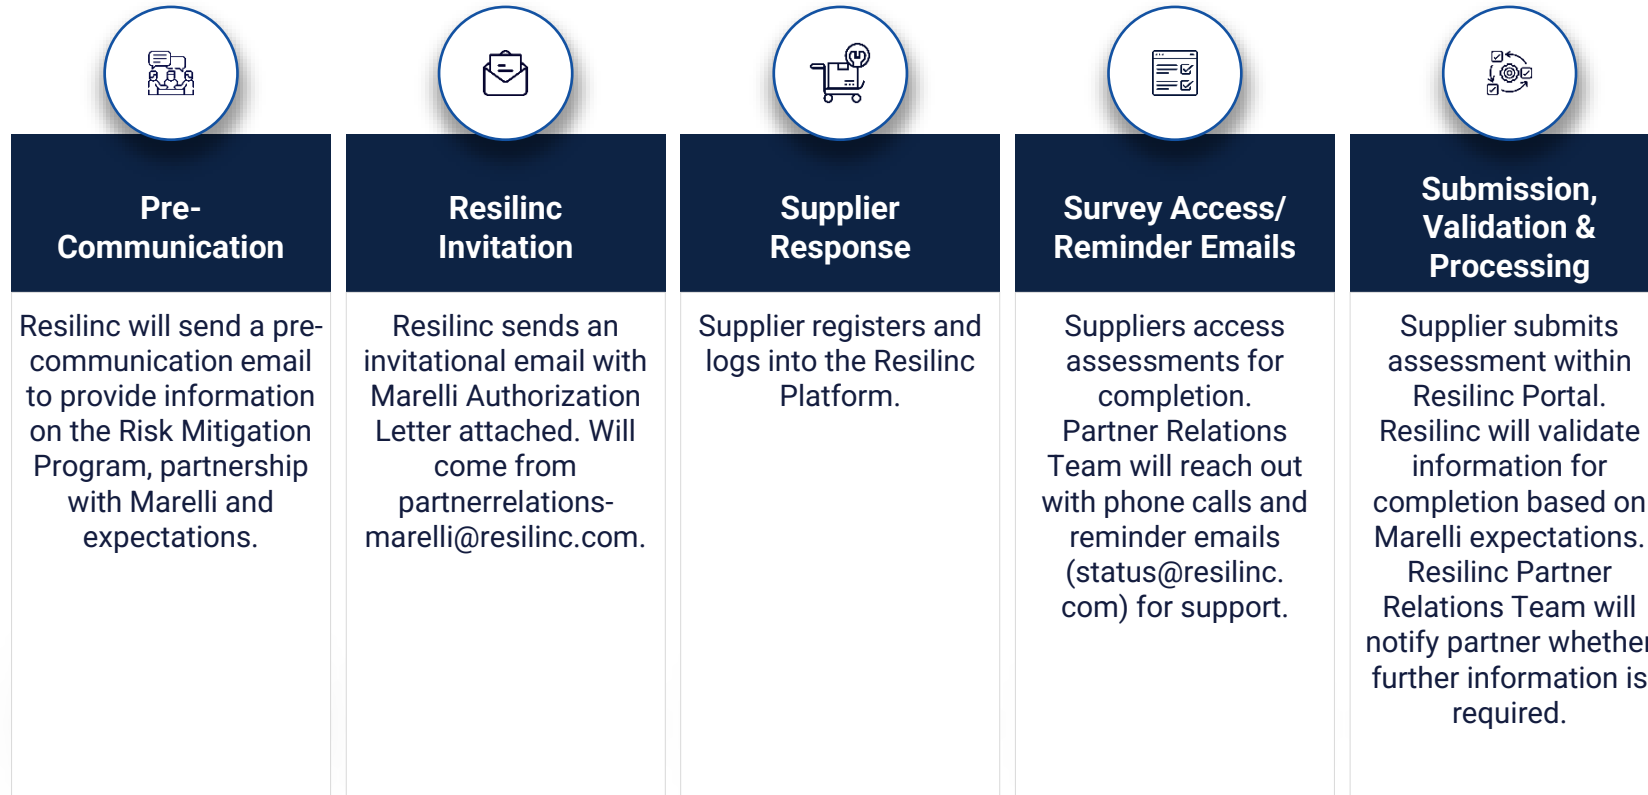 Pre-
Communication
Resilinc will send a pre-
communication email
to provide information
on the Risk Mitigation
Program, partnership
with Marelli and
expectations.
Resilinc
Invitation
Resilinc sends an
invitational email with
Marelli Authorization
Letter attached. Will
come from
partnerrelations-
marelli@resilinc.com.
Supplier
Response
Supplier registers and
logs into the Resilinc
Platform.
Survey Access/
Reminder Emails
Suppliers access
assessments for
completion.
Partner Relations
Team will reach out
with phone calls and
reminder emails
(status@resilinc.
com) for support.
Submission,
Validation &
Processing
Supplier submits
assessment within
Resilinc Portal.
Resilinc will validate
information for
completion based on
Marelli expectations.
Resilinc Partner
Relations Team will
notify partner whether
further information is
required.